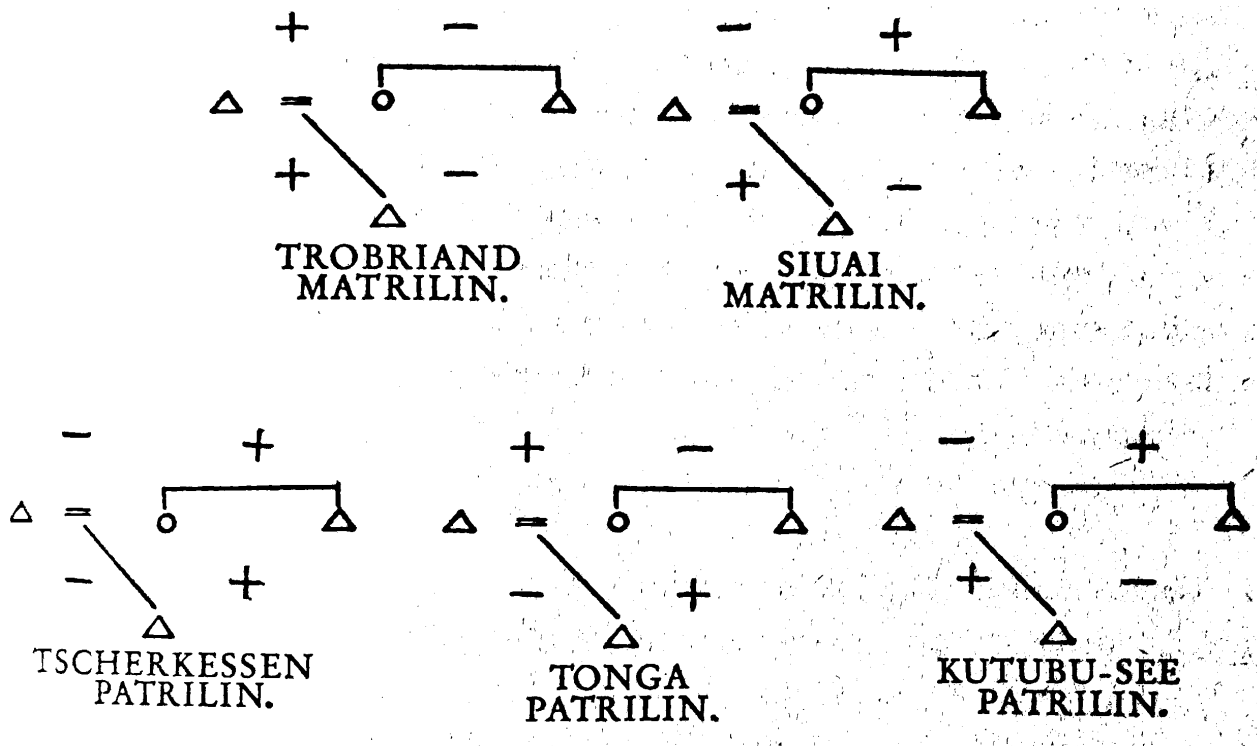 + −
− +
+ −
+ −
TROBRIAND
MATRILIN.
SIUAI
MATRILIN.
− +
+ −
− +
− +
− +
+ −
TSCHERKESSEN
PATRILIN.
TONGA
PATRILIN.
KUTUBU-SEE
PATRILIN.